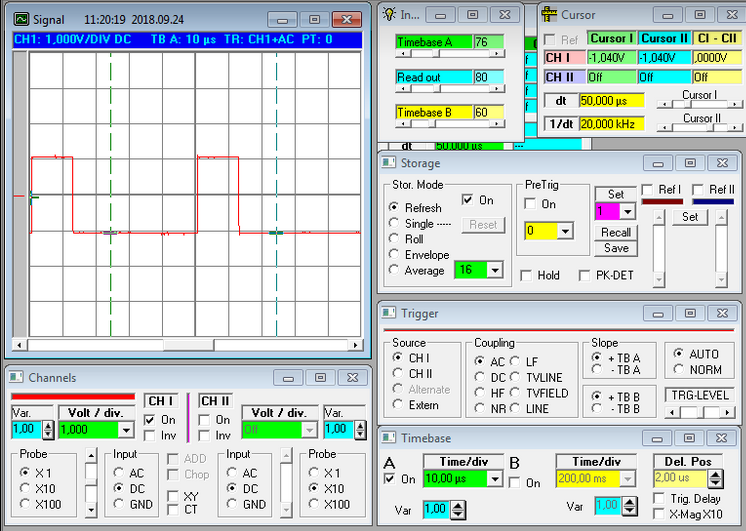 Signal 11:20:19 2018.09.24
CH1: 1,000V/DIV DC TB A: 10 µs TR: CH1+AC PT: 0
In...
Timebase A 76
Read out 80
Timebase B 60
Cursor
Ref Cursor I Cursor II CI - CII
CH I -1,040V -1,040V ,0000V
CH II Off Off Off
dt 50,000 µs Cursor I
1/dt 20,000 kHz Cursor II
dt 50,000 µs ---
Storage
Stor. Mode
On
Refresh
Single -----
Reset
Roll
Envelope
Average 16
PreTrig
On
0
Set
1
Recall
Save
Ref I
Ref II
Set
Hold PK-DET
Trigger
Source
CH I
CH II
Alternate
Extern
Coupling
AC LF
DC TVLINE
HF TVFIELD
NR LINE
Slope
+ TB A
- TB A
+ TB B
- TB B
AUTO
NORM
TRG-LEVEL
Channels
Var. Volt / div. CH I CH II Volt / div. Var.
1,00 1,000 On On Off 1,00
Inv Inv
Probe
X 1
X10
X100
Input
AC
DC
GND
ADD
Chop
XY
CT
Input
AC
DC
GND
Probe
X 1
X10
X100
Timebase
A Time/div B Time/div Del. Pos
On 10,00 µs On 200,00 ms 2,00 us
Var 1,00 Var 1,00 Trig. Delay
X-Mag X10